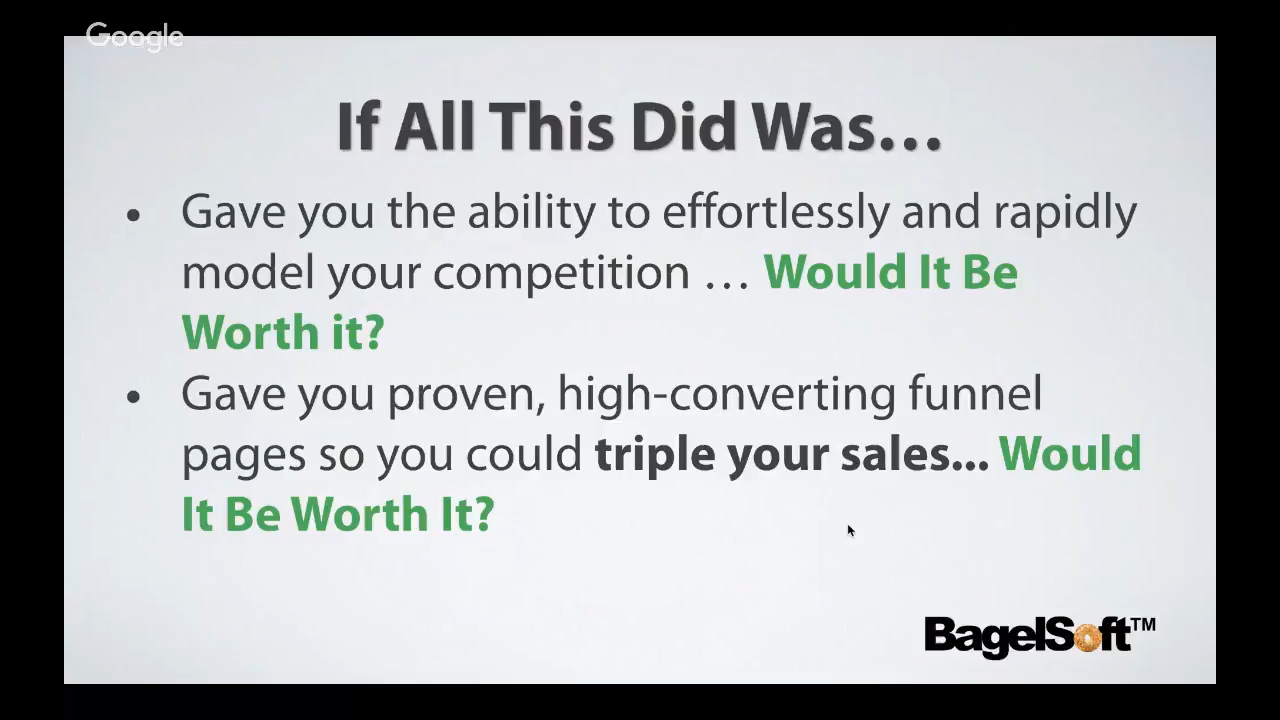 Google
If All This Did Was…
• Gave you the ability to effortlessly and rapidly
model your competition … Would It Be
Worth it?
• Gave you proven, high-converting funnel
pages so you could triple your sales... Would
It Be Worth It?
BagelSoft™